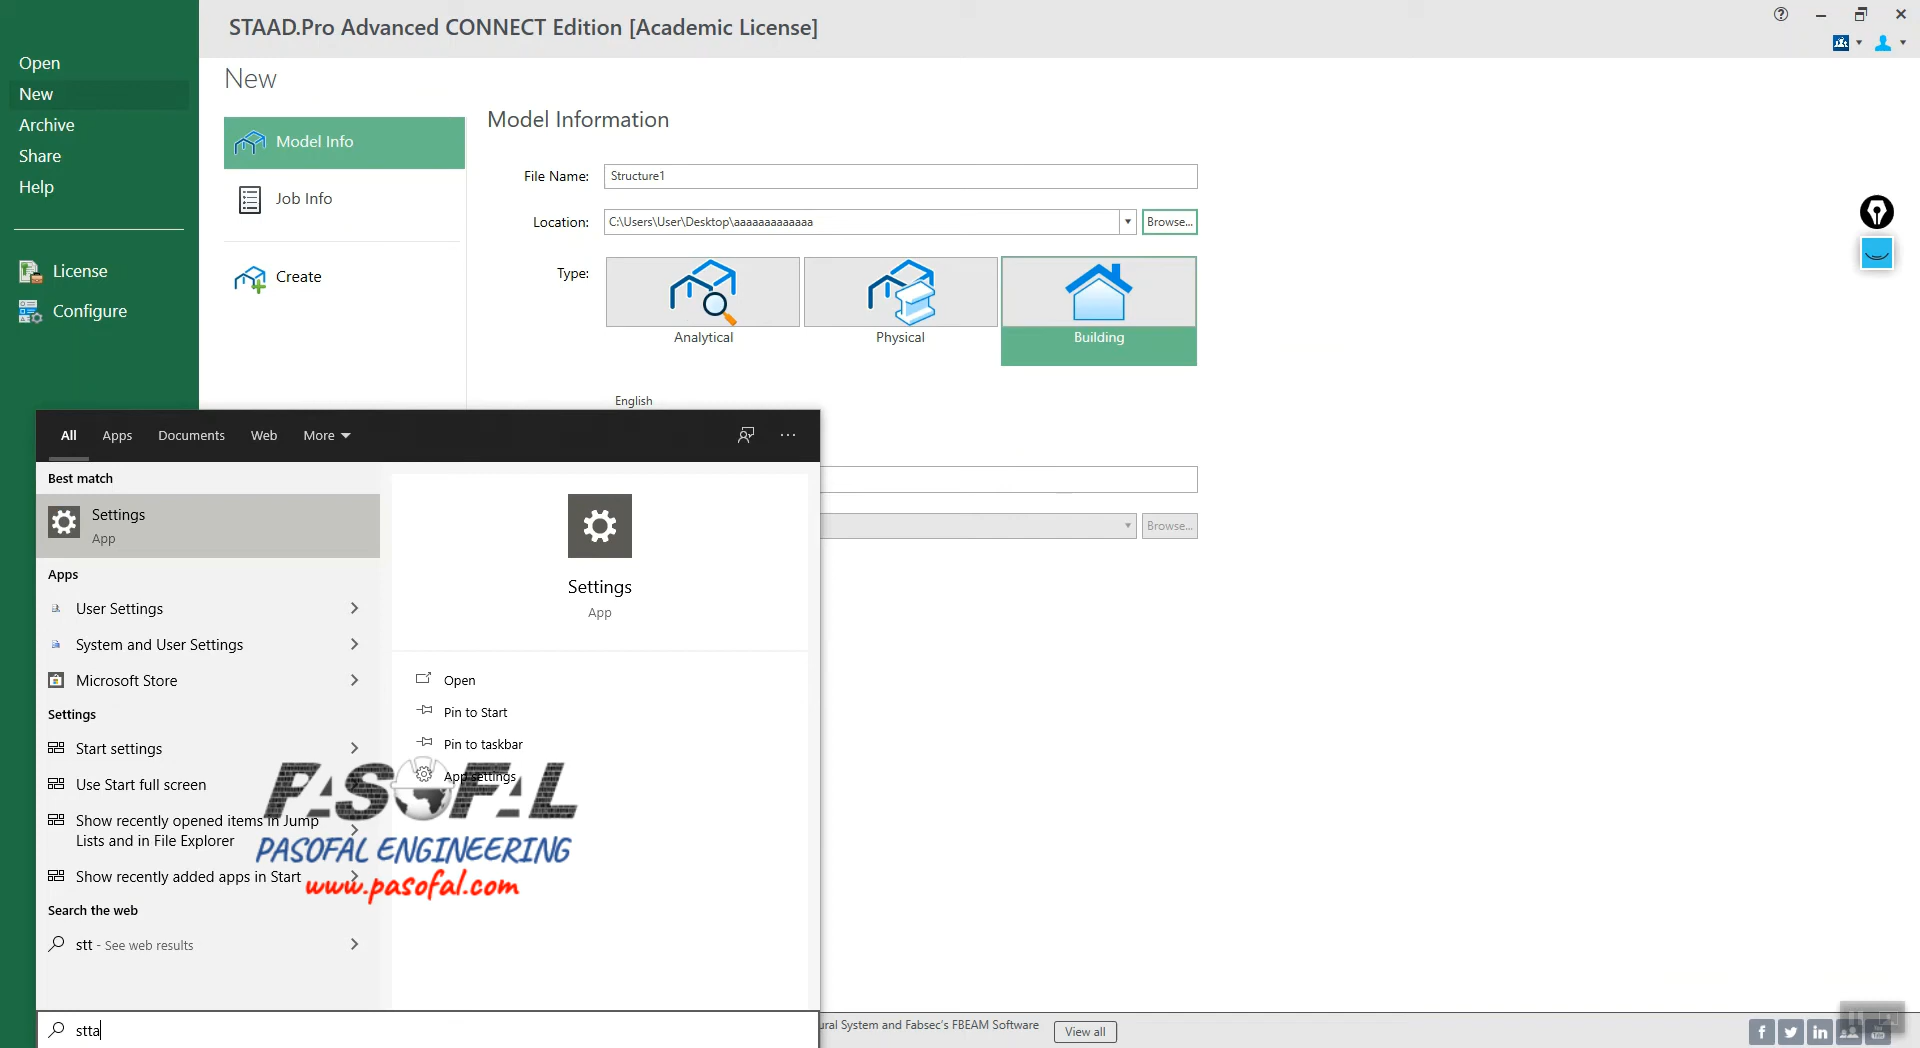 STAAD.Pro Advanced CONNECT Edition [Academic License]
Open
New
Archive
Share
Help
License
Configure
New
Model Info
Job Info
Create
Model Information
File Name:
Structure1
Location:
C:\Users\User\Desktop\aaaaaaaaaaaaa
Browse...
Type:
Analytical
Physical
Building
English
Browse...
All
Apps
Documents
Web
More
Best match
Settings
App
Apps
User Settings
System and User Settings
Microsoft Store
Settings
Start settings
Use Start full screen
Show recently opened items in Jump
Lists and in File Explorer
Show recently added apps in Start
Search the web
stt - See web results
Settings
App
Open
Pin to Start
Pin to taskbar
App settings
PASOFAL
PASOFAL ENGINEERING
www.pasofal.com
stta
ural System and Fabsec's FBEAM Software
View all